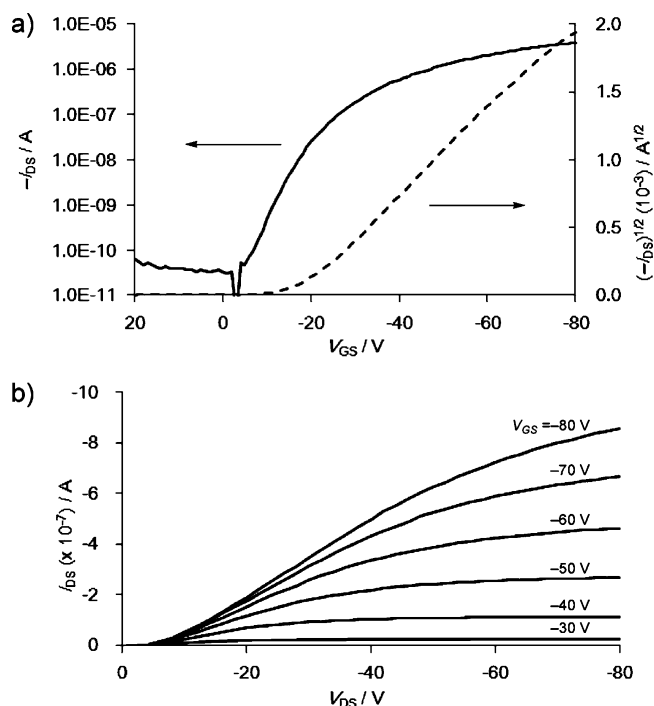 a)
1.0E-05
1.0E-06
1.0E-07
1.0E-08
1.0E-09
1.0E-10
1.0E-11
–IDS / A
2.0
1.5
1.0
0.5
0.0
(–IDS)1/2 (10-3) / A1/2
20 0 -20 -40 -60 -80
VGS / V
b)
-10
-8
-6
-4
-2
0
IDS (x 10-7) / A
VGS =–80 V
–70 V
–60 V
–50 V
–40 V
–30 V
0 -20 -40 -60 -80
VDS / V